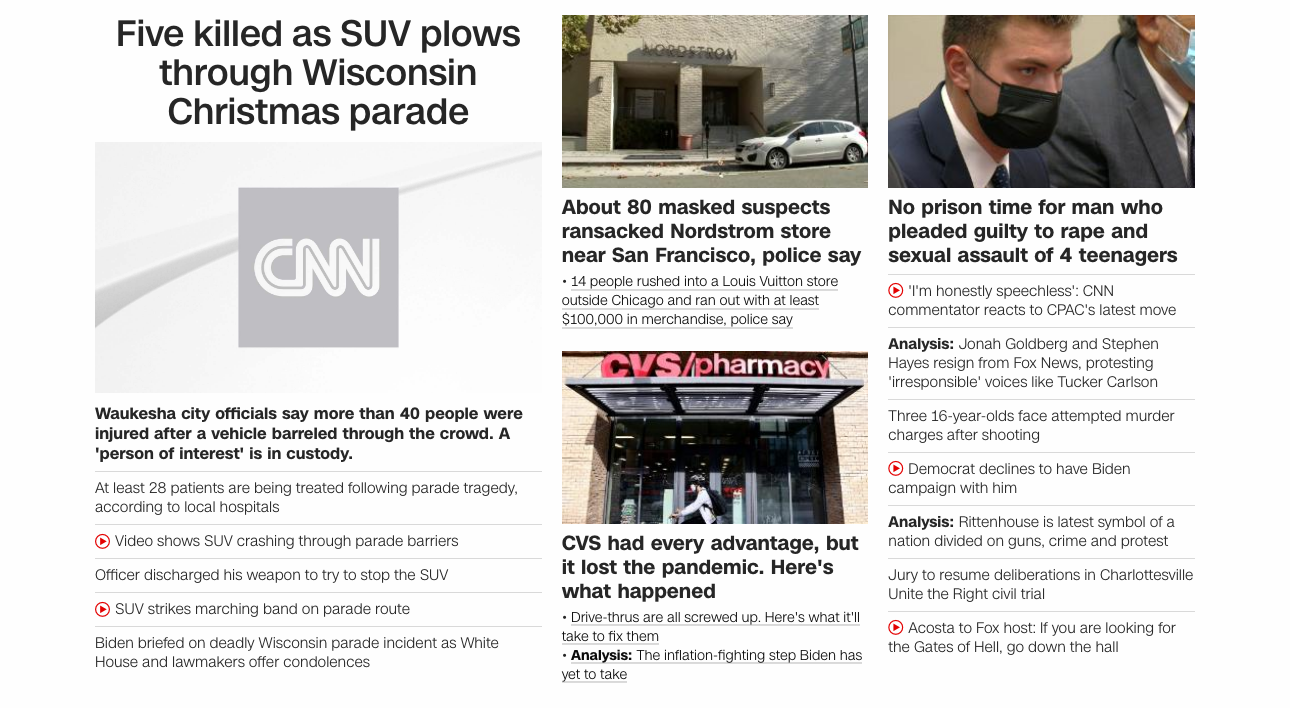 Five killed as SUV plows
through Wisconsin
Christmas parade
CNN
Waukesha city officials say more than 40 people were
injured after a vehicle barreled through the crowd. A
'person of interest' is in custody.
At least 28 patients are being treated following parade tragedy,
according to local hospitals
Video shows SUV crashing through parade barriers
Officer discharged his weapon to try to stop the SUV
SUV strikes marching band on parade route
Biden briefed on deadly Wisconsin parade incident as White
House and lawmakers offer condolences
NORDSTROM
About 80 masked suspects
ransacked Nordstrom store
near San Francisco, police say
• 14 people rushed into a Louis Vuitton store
outside Chicago and ran out with at least
$100,000 in merchandise, police say
CVS/pharmacy
CVS had every advantage, but
it lost the pandemic. Here's
what happened
• Drive-thrus are all screwed up. Here's what it'll
take to fix them
• Analysis: The inflation-fighting step Biden has
yet to take
No prison time for man who
pleaded guilty to rape and
sexual assault of 4 teenagers
'I'm honestly speechless': CNN
commentator reacts to CPAC's latest move
Analysis: Jonah Goldberg and Stephen
Hayes resign from Fox News, protesting
'irresponsible' voices like Tucker Carlson
Three 16-year-olds face attempted murder
charges after shooting
Democrat declines to have Biden
campaign with him
Analysis: Rittenhouse is latest symbol of a
nation divided on guns, crime and protest
Jury to resume deliberations in Charlottesville
Unite the Right civil trial
Acosta to Fox host: If you are looking for
the Gates of Hell, go down the hall